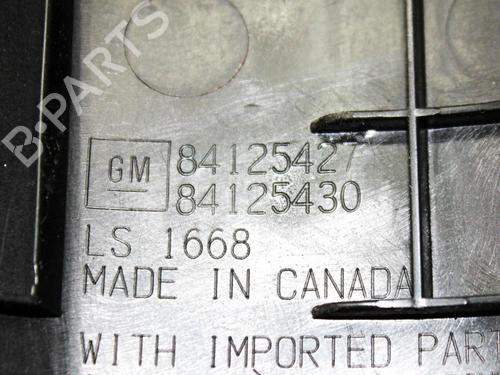 B-PARTS
GM 84125427
84125430
LS 1668
MADE IN CANADA
WITH IMPORTED PART